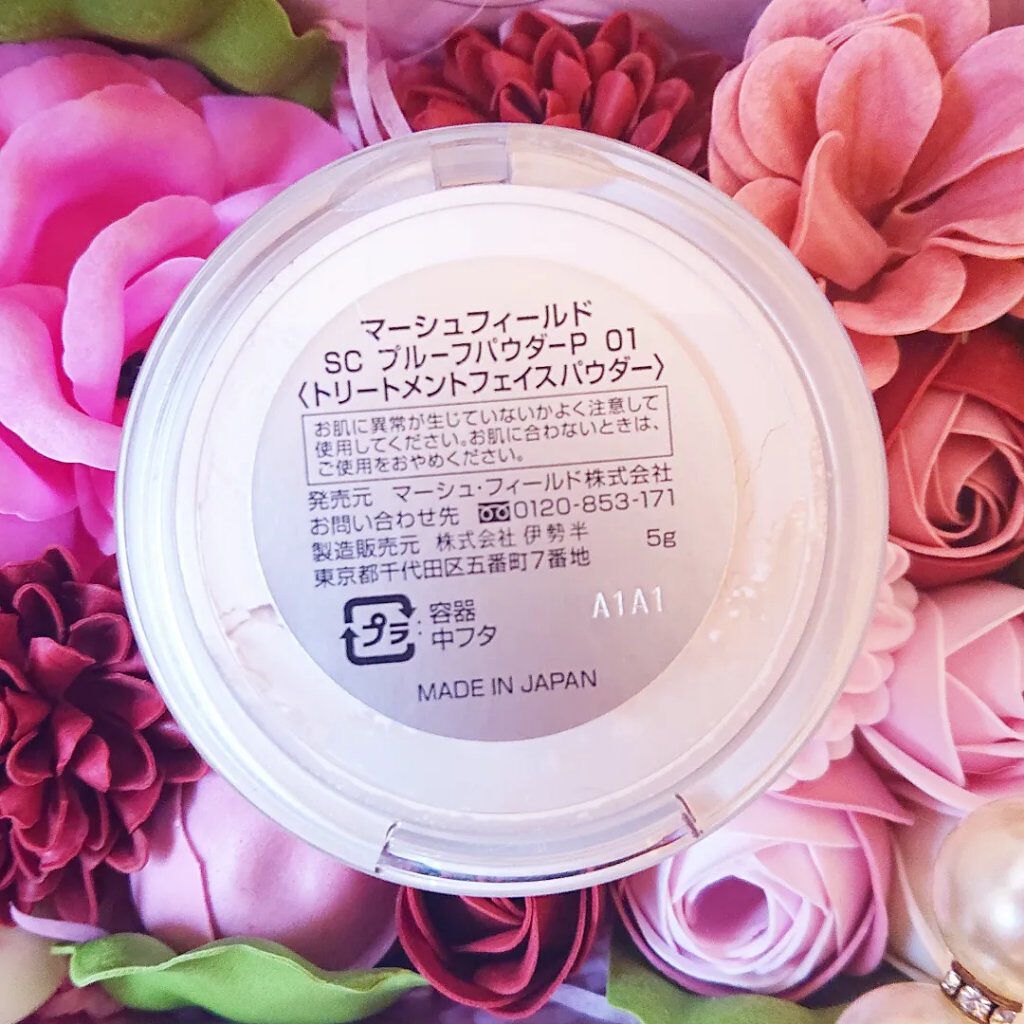 マーシュフィールド
SC プルーフパウダーP 01
〈トリートメントフェイスパウダー〉
お肌に異常が生じていないかよく注意して
使用してください。お肌に合わないときは、
ご使用をおやめください。
発売元 マーシュ・フィールド株式会社
お問い合わせ先 0120-853-171
製造販売元 株式会社 伊勢半 5g
東京都千代田区五番町7番地
A1A1
プラ : 容器
中フタ
MADE IN JAPAN